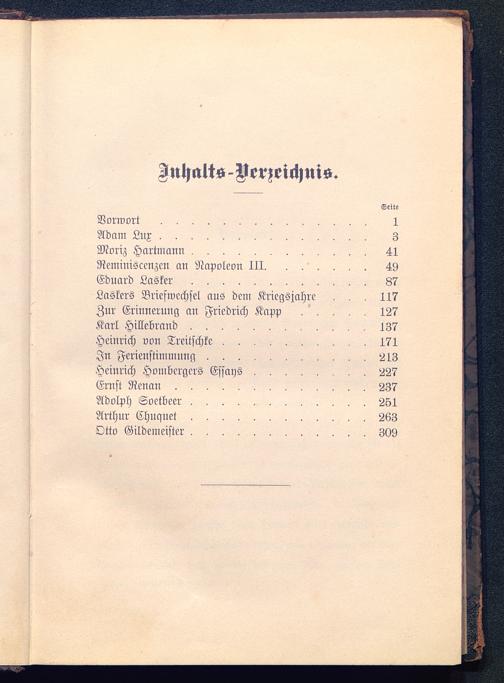 Inhalts-Verzeichnis.
Seite
Vorwort . . . . . . . . . . . . . . 1
Adam Lux . . . . . . . . . . . . . . 3
Moriz Hartmann . . . . . . . . . . . . 41
Reminiscenzen an Napoleon III. . . . . . . 49
Eduard Lasker . . . . . . . . . . . . 87
Laskers Briefwechsel aus dem Kriegsjahre . . . . 117
Zur Erinnerung an Friedrich Kapp . . . . . 127
Karl Hillebrand . . . . . . . . . . . . 137
Heinrich von Treitschke . . . . . . . . . . 171
In Ferienstimmung . . . . . . . . . . . 213
Heinrich Hombergers Essays . . . . . . . . 227
Ernst Renan . . . . . . . . . . . . . 237
Adolph Soetbeer . . . . . . . . . . . . 251
Arthur Chuquet . . . . . . . . . . . . 263
Otto Gildemeister . . . . . . . . . . . . 309